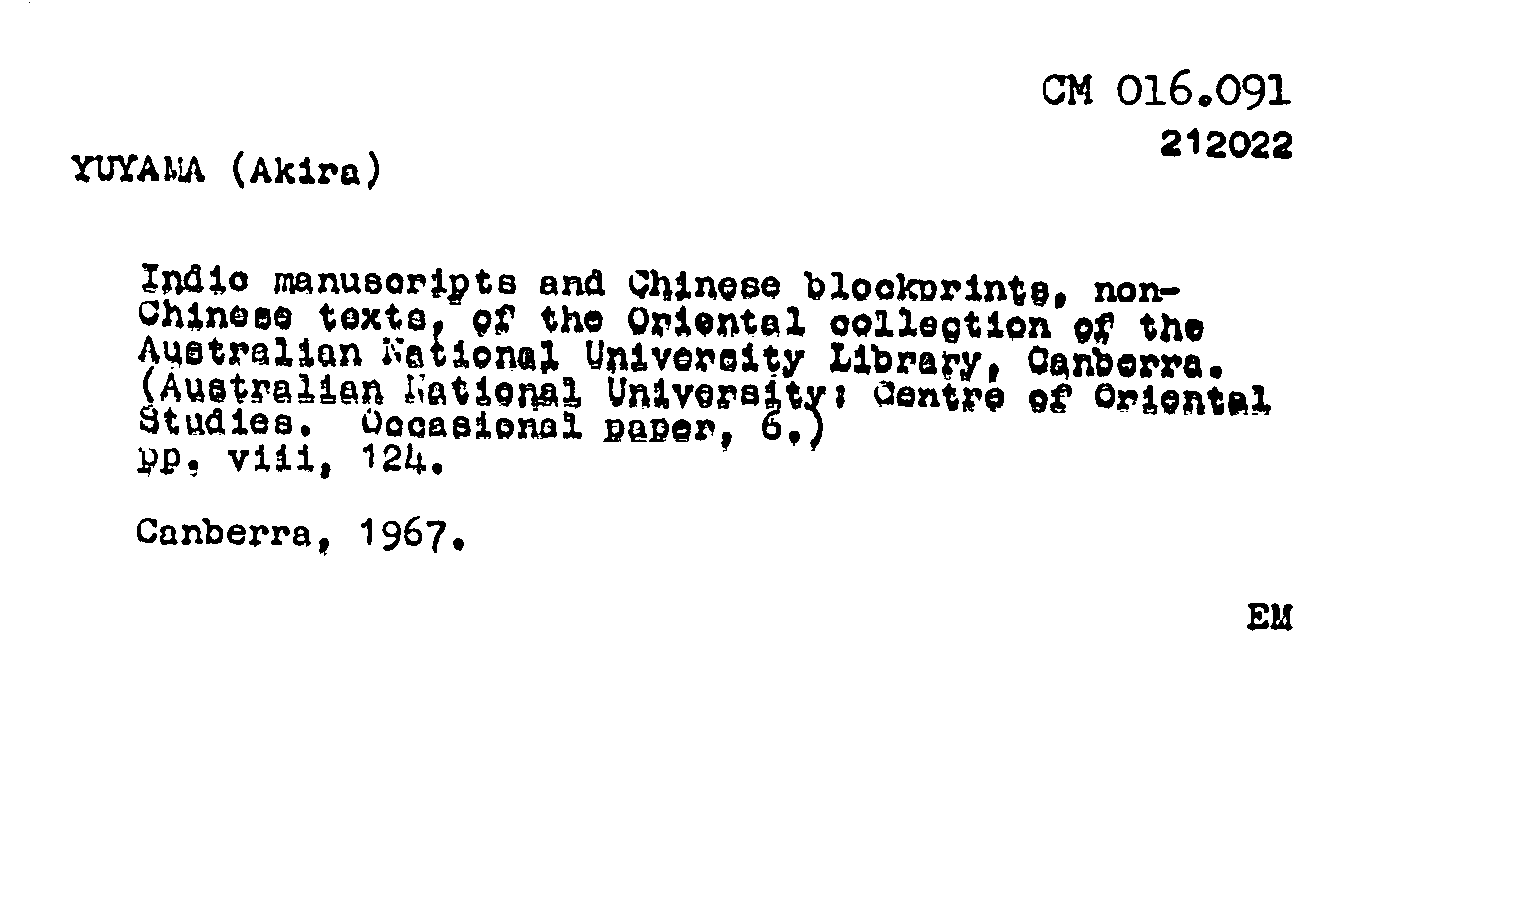 CM 016.091
212022
YUYAMA (Akira)
Indic manuscripts and Chinese blockprints, non-
Chinese texts, of the Oriental collection of the
Australian National University Library, Canberra.
(Australian National University: Centre of Oriental
Studies. Occasional paper, 6.)
pp. viii, 124.
Canberra, 1967.
EM